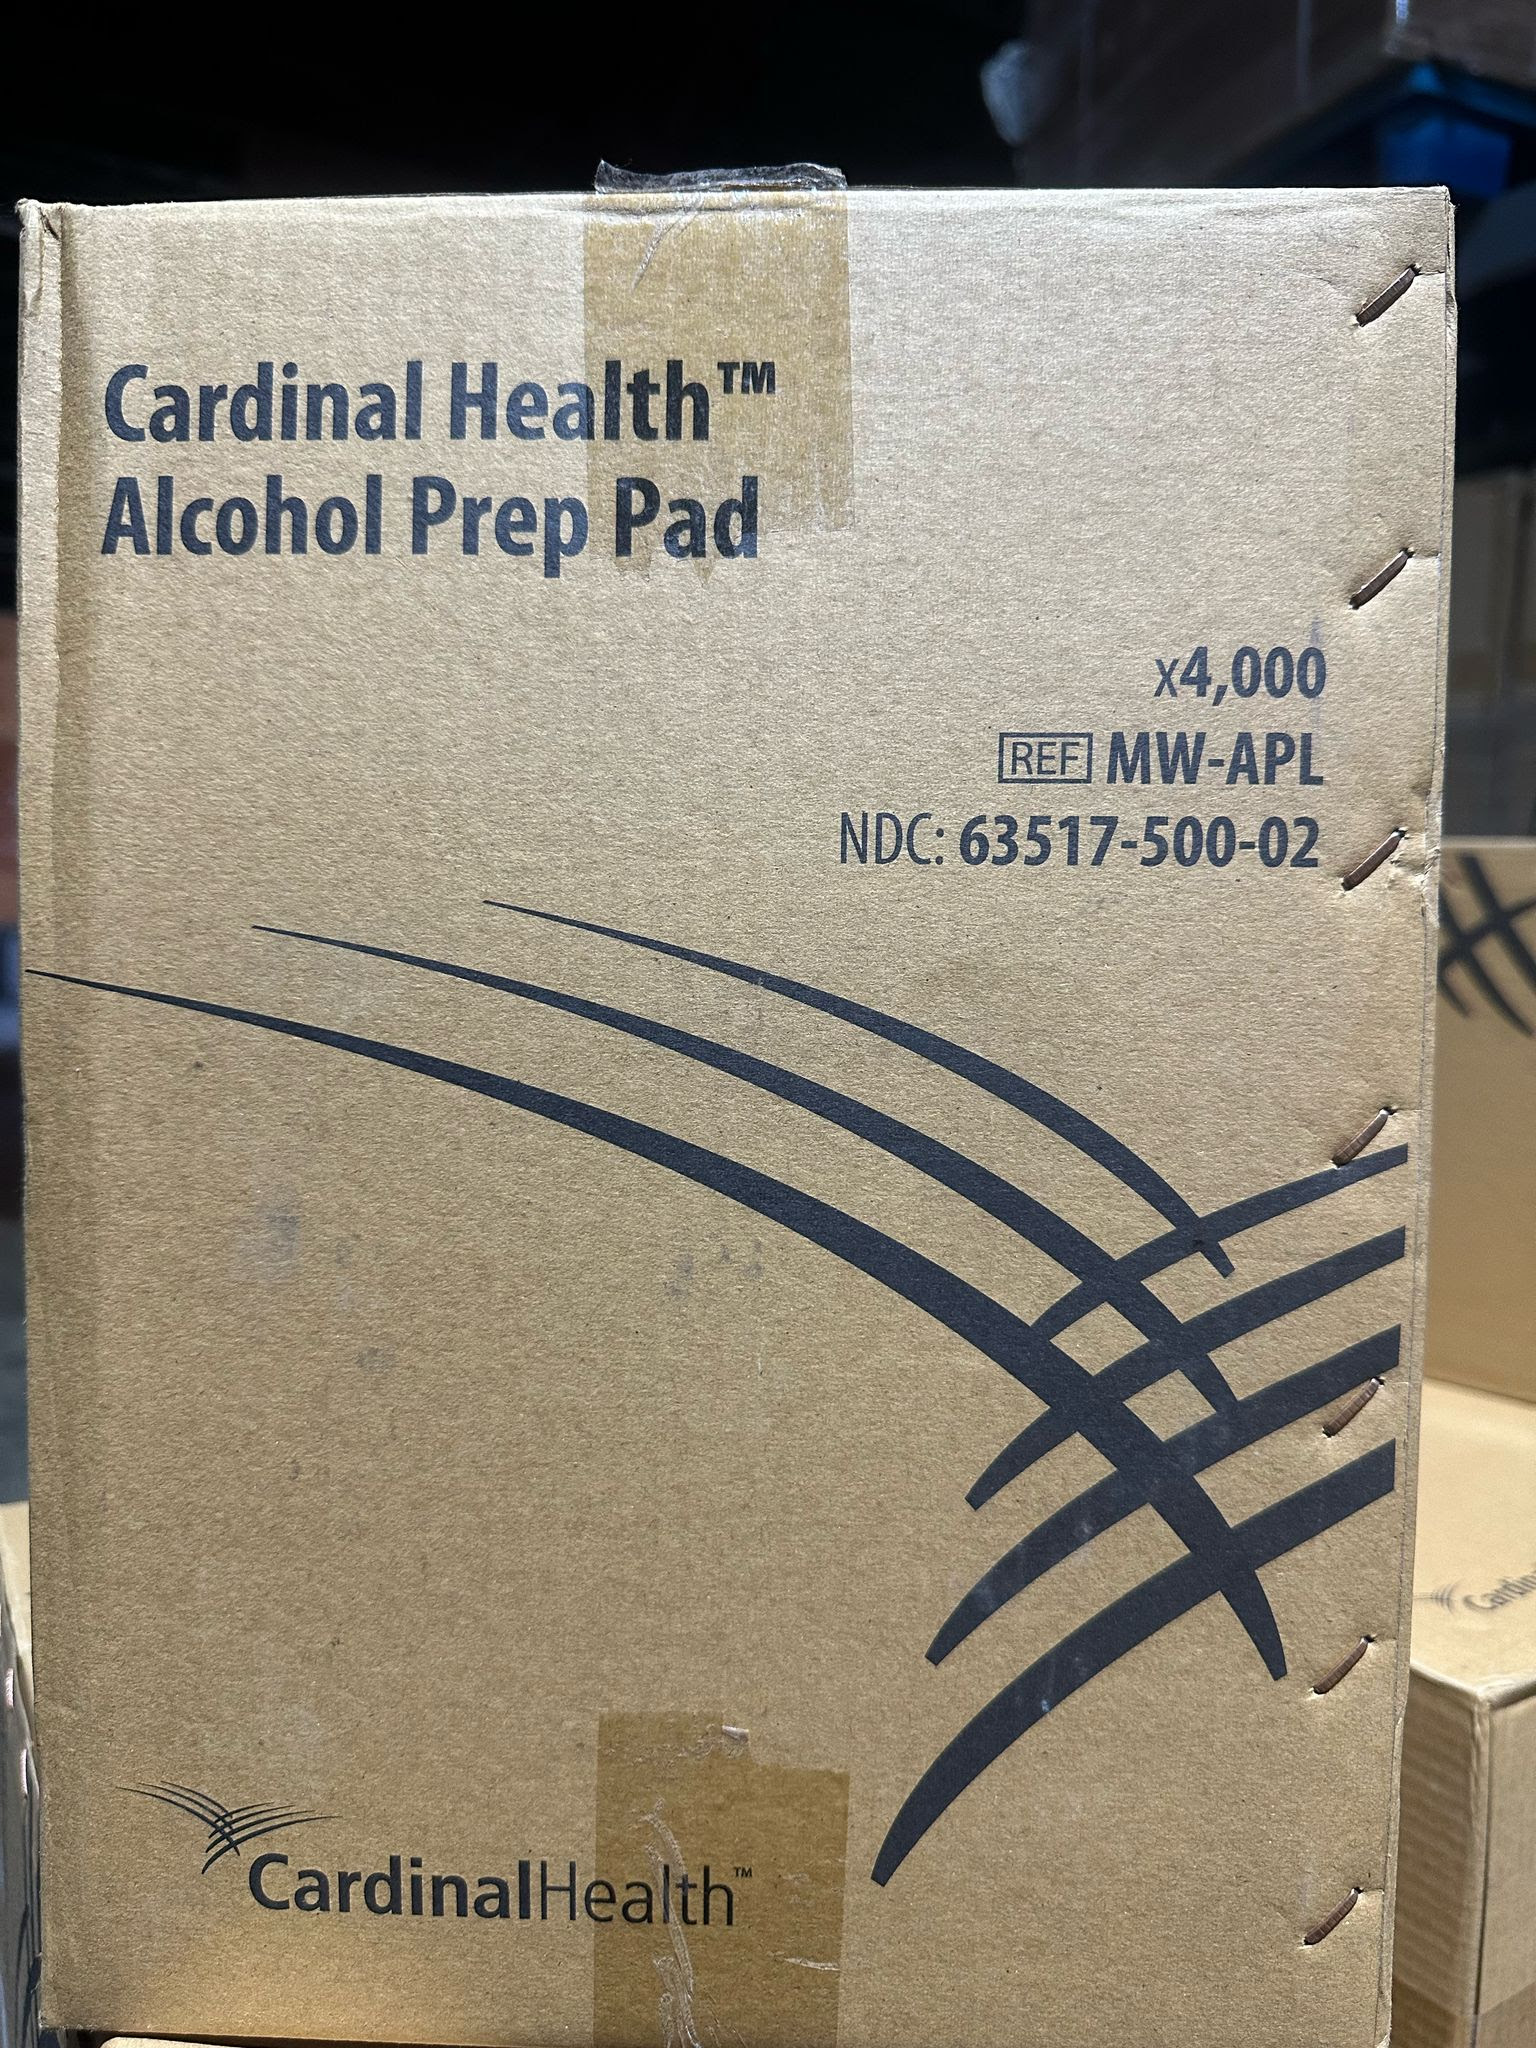 Cardinal Health™
Alcohol Prep Pad
x4,000
REF MW-APL
NDC: 63517-500-02
CardinalHealth™